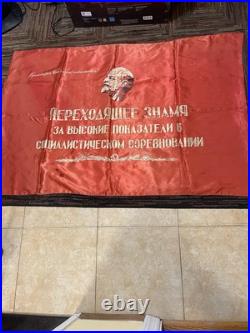 ПЕРЕХОДЯЩЕЕ ЗНАМЯ
ЗА ВЫСОКИЕ ПОКАЗАТЕЛИ В
СОЦИАЛИСТИЧЕСКОМ СОРЕВНОВАНИИ